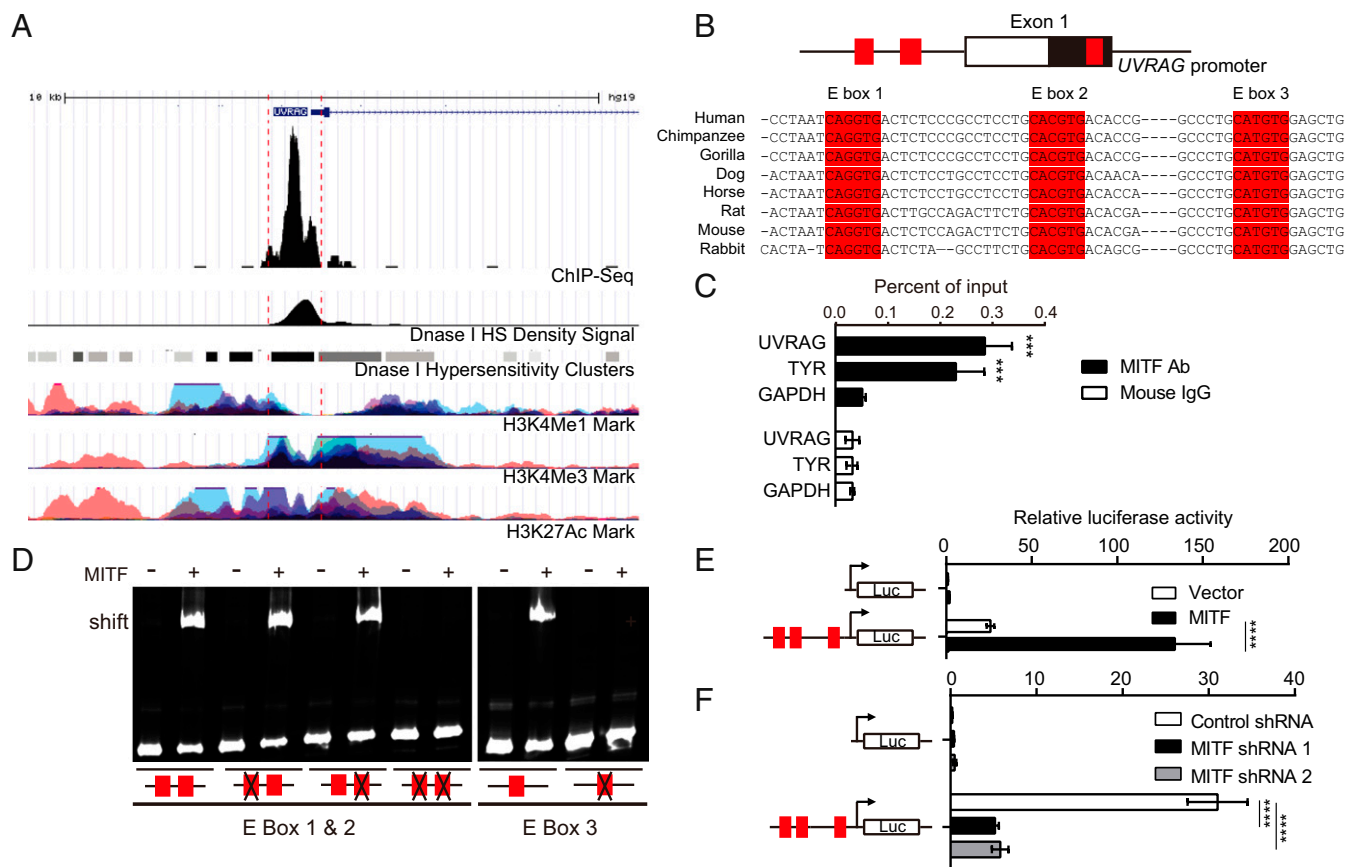 A
10 kb
hg19
UVRAG
ChIP-Seq
Dnase I HS Density Signal
Dnase I Hypersensitivity Clusters
H3K4Me1 Mark
H3K4Me3 Mark
H3K27Ac Mark
B
Exon 1
UVRAG promoter
E box 1 E box 2 E box 3
Human -CCTAATCAGGTGACTCTCCCGCCTCCTGCACGTGACACCG----GCCCTGCATGTGGAGCTG
Chimpanzee -CCTAATCAGGTGACTCTCCCGCCTCCTGCACGTGACACCG----GCCCTGCATGTGGAGCTG
Gorilla -CCTAATCAGGTGACTCTCCCGCCTCCTGCACGTGACACCG----GCCCTGCATGTGGAGCTG
Dog -ACTAATCAGGTGACTCTCCTGCCTCCTGCACGTGACAACA----GCCCTGCATGTGGAGCTG
Horse -ACTAATCAGGTGACTCTCCTGCCTCCTGCACGTGACACCA----GCCCTGCATGTGGAGCTG
Rat -ACTAATCAGGTGACTTGCCAGACTTCTGCACGTGACACGA----GCCCTGCATGTGGAGCTG
Mouse -ACTAATCAGGTGACTCTCCAGACTTCTGCACGTGACACGA----GCCCTGCATGTGGAGCTG
Rabbit CACTA-TCAGGTGACTCTA--GCCTTCTGCACGTGACAGCG----GCCCTGCATGTGGAGCTG
C
Percent of input
0.0 0.1 0.2 0.3 0.4
UVRAG ***
TYR ***
GAPDH
UVRAG
TYR
GAPDH
MITF Ab
Mouse IgG
D
MITF - + - + - + - + - + - +
shift
+
E Box 1 & 2
E Box 3
E
Relative luciferase activity
0 50 100 150 200
Luc
Luc
Vector
MITF
****
F
0 10 20 30 40
Luc
Luc
Control shRNA
MITF shRNA 1
MITF shRNA 2
****
****